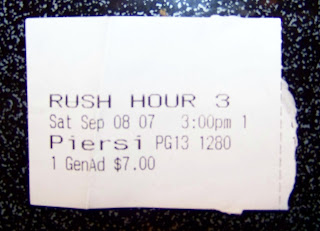 RUSH HOUR 3
Sat Sep 08 07 3:00pm 1
Piersi PG13 1280
1 GenAd $7.00